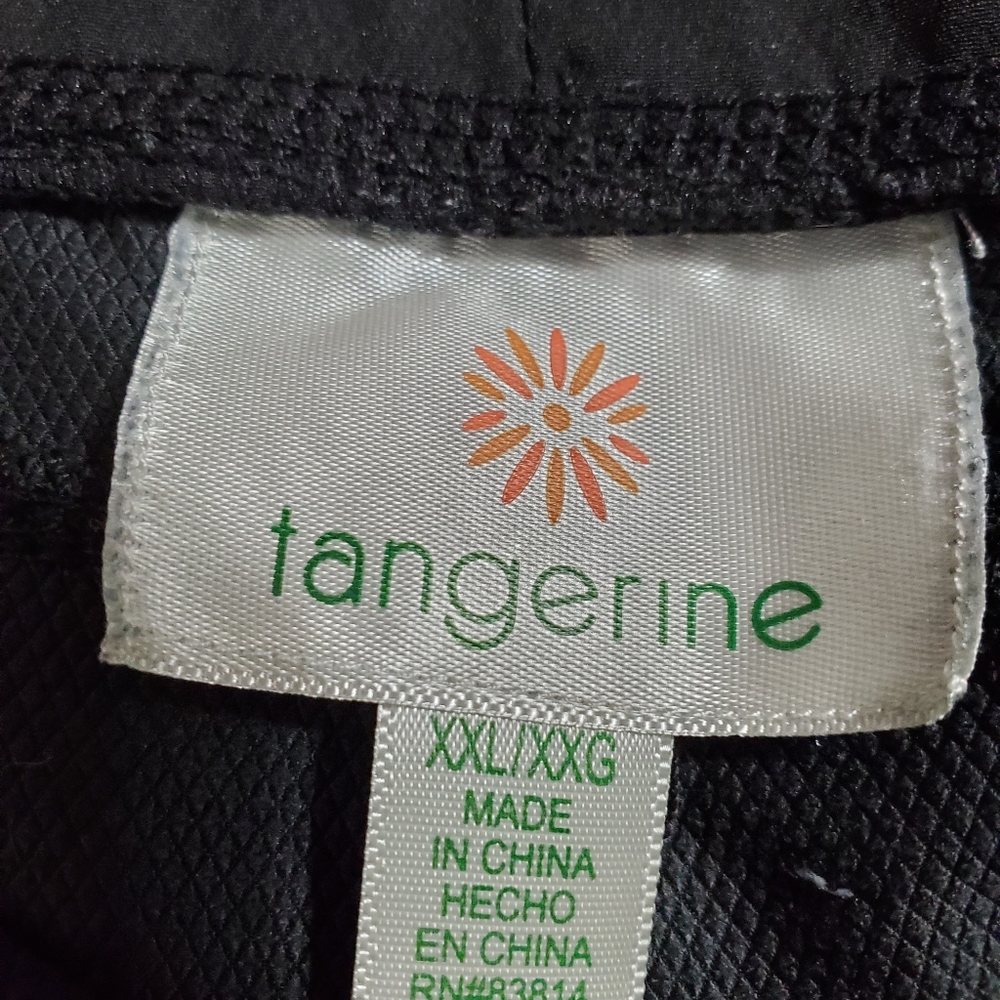 tangerine
XXL/XXG
MADE
IN CHINA
HECHO
EN CHINA
RN#83814